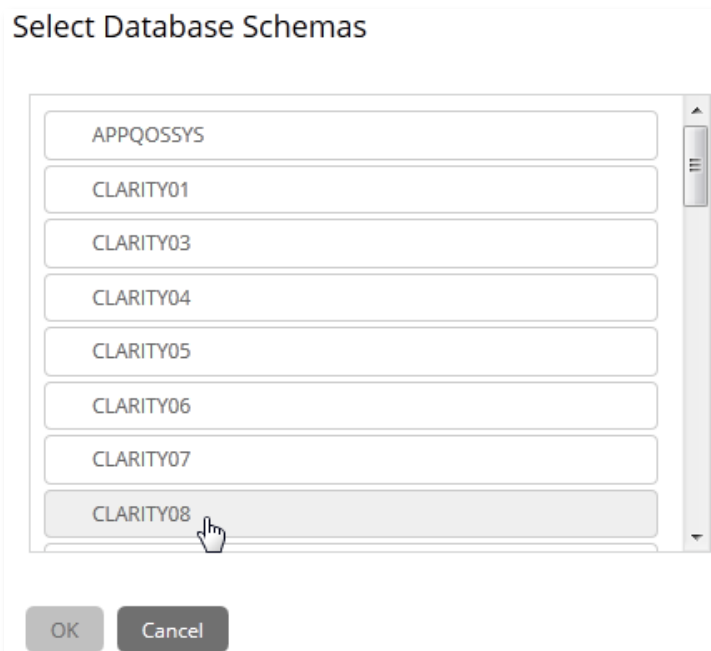 Select Database Schemas
APPQOSSYS
CLARITY01
CLARITY03
CLARITY04
CLARITY05
CLARITY06
CLARITY07
CLARITY08
OK
Cancel